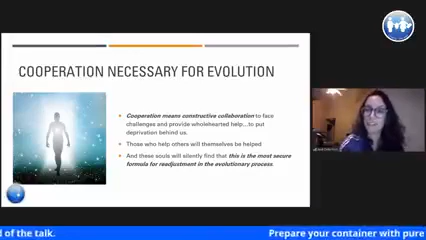 COOPERATION NECESSARY FOR EVOLUTION
Cooperation means constructive collaboration to face
challenges and provide wholehearted help...to put
deprivation behind us.
Those who help others will themselves be helped
And these souls will silently find that this is the most secure
formula for readjustment in the evolutionary process.
d of the talk.
Prepare your container with pure